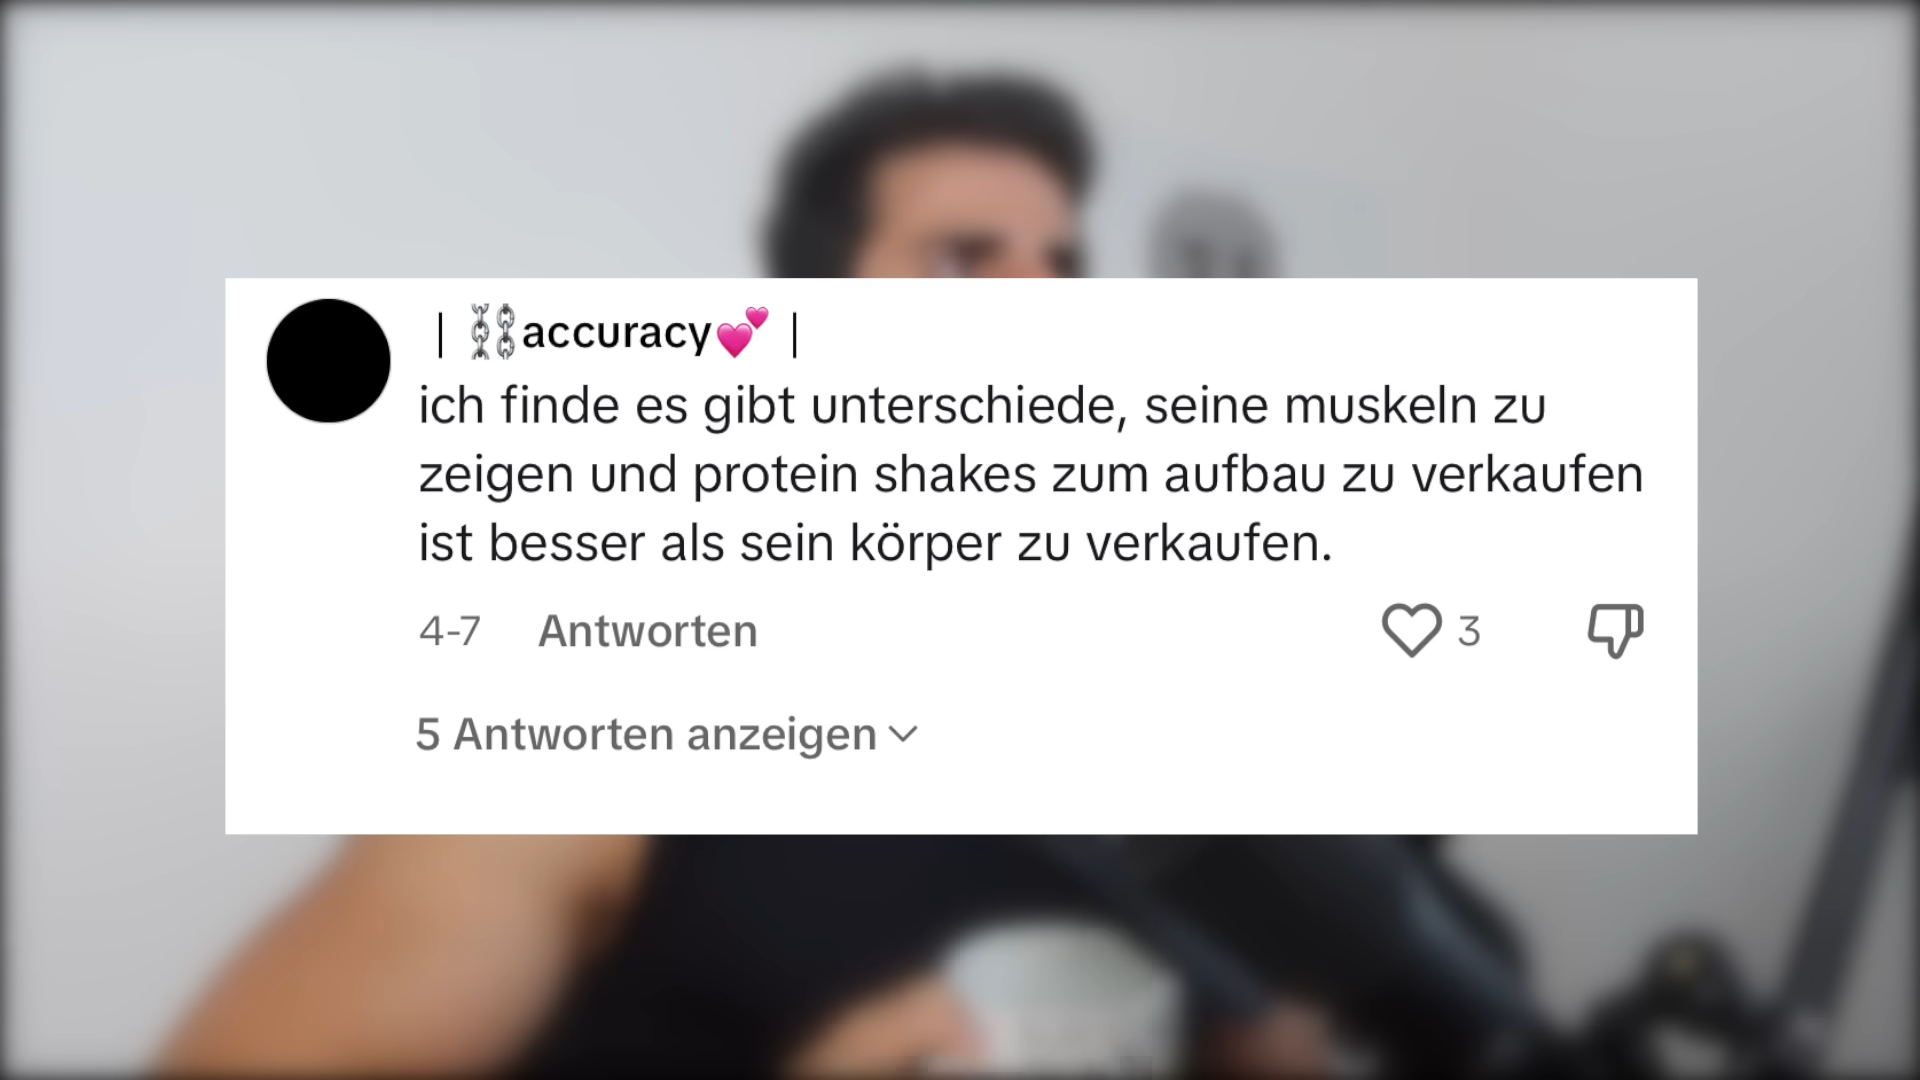 | ⛓️accuracy💕 |
ich finde es gibt unterschiede, seine muskeln zu
zeigen und protein shakes zum aufbau zu verkaufen
ist besser als sein körper zu verkaufen.
4-7 Antworten 3
5 Antworten anzeigen